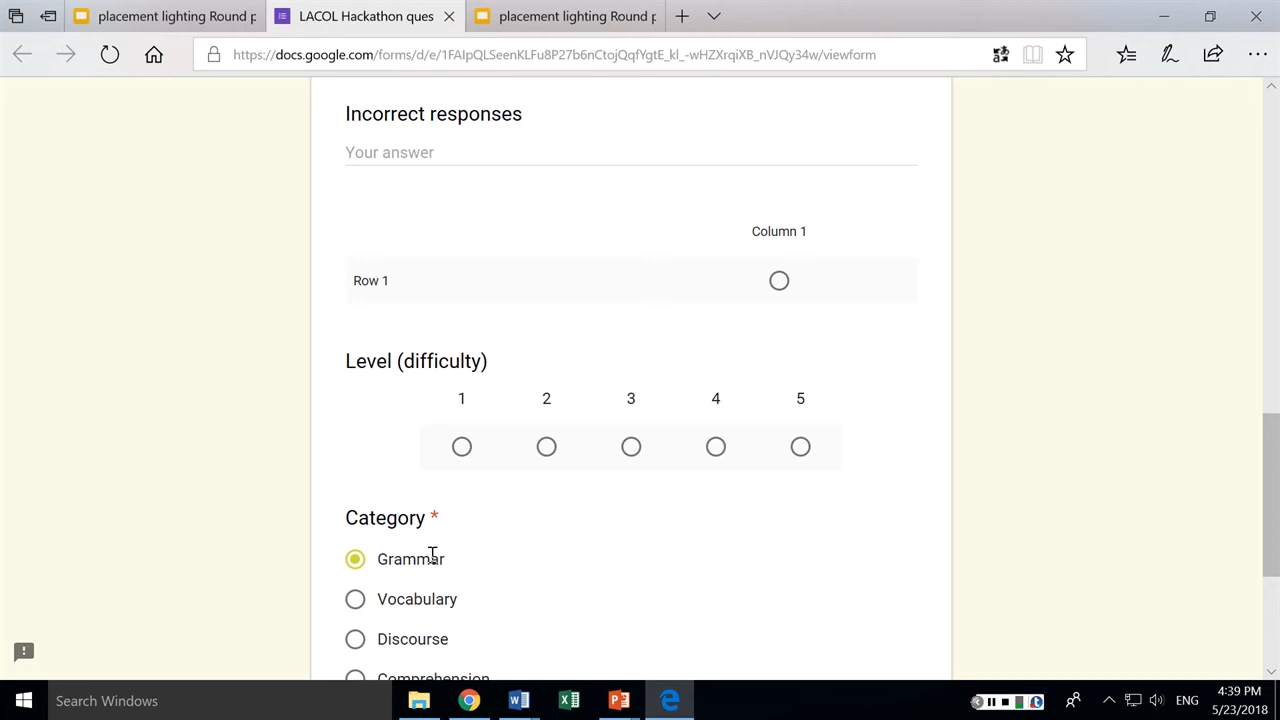 placement lighting Round p
LACOL Hackathon ques
placement lighting Round p
https://docs.google.com/forms/d/e/1FAIpQLSeenKLFu8P27b6nCtojQqfYgtE_kl_-wHZXrqiXB_nVJQy34w/viewform
Incorrect responses
Your answer
Column 1
Row 1
Level (difficulty)
1 2 3 4 5
Category *
Grammar
Vocabulary
Discourse
Comprehension
Search Windows
ENG
4:39 PM
5/23/2018